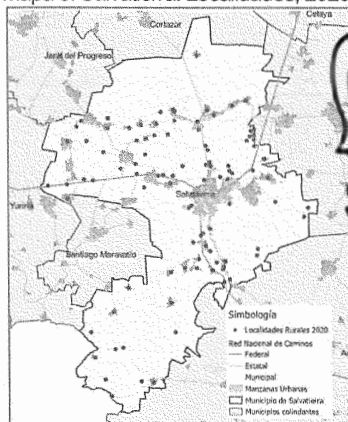 Cortazar
Celaya
Jaral del Progreso
Salvatierra
Yuriria
Santiago Maravatío
Simbología
Localidades Rurales 2020
Red Nacional de Caminos
Federal
Estatal
Municipal
Manzanas Urbanas
Municipio de Salvatierra
Municipios colindantes